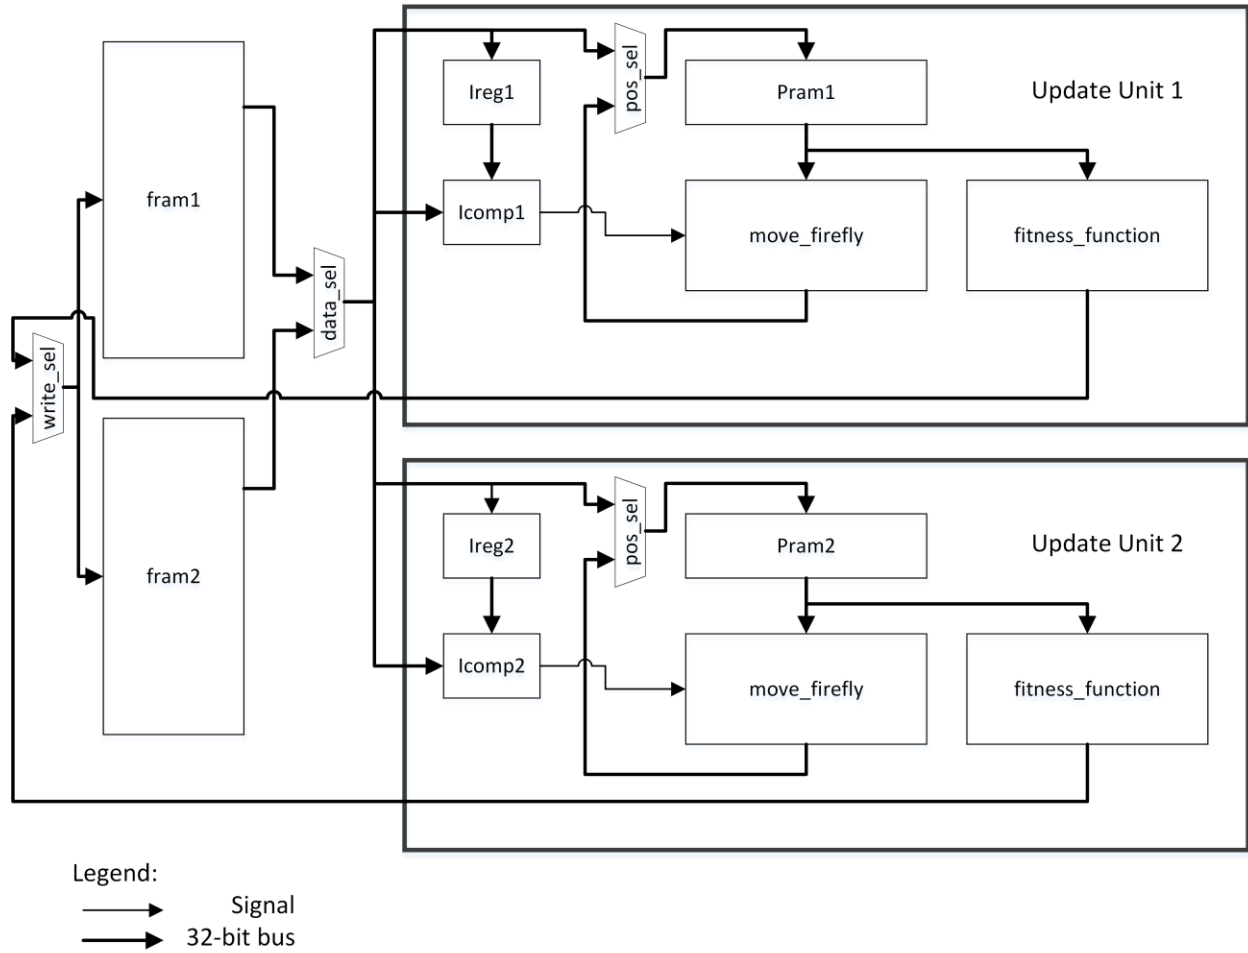 Ireg1
pos_sel
Pram1
Update Unit 1
fram1
Icomp1
move_firefly
fitness_function
data_sel
write_sel
Ireg2
pos_sel
Pram2
Update Unit 2
fram2
Icomp2
move_firefly
fitness_function
Legend:
Signal
32-bit bus